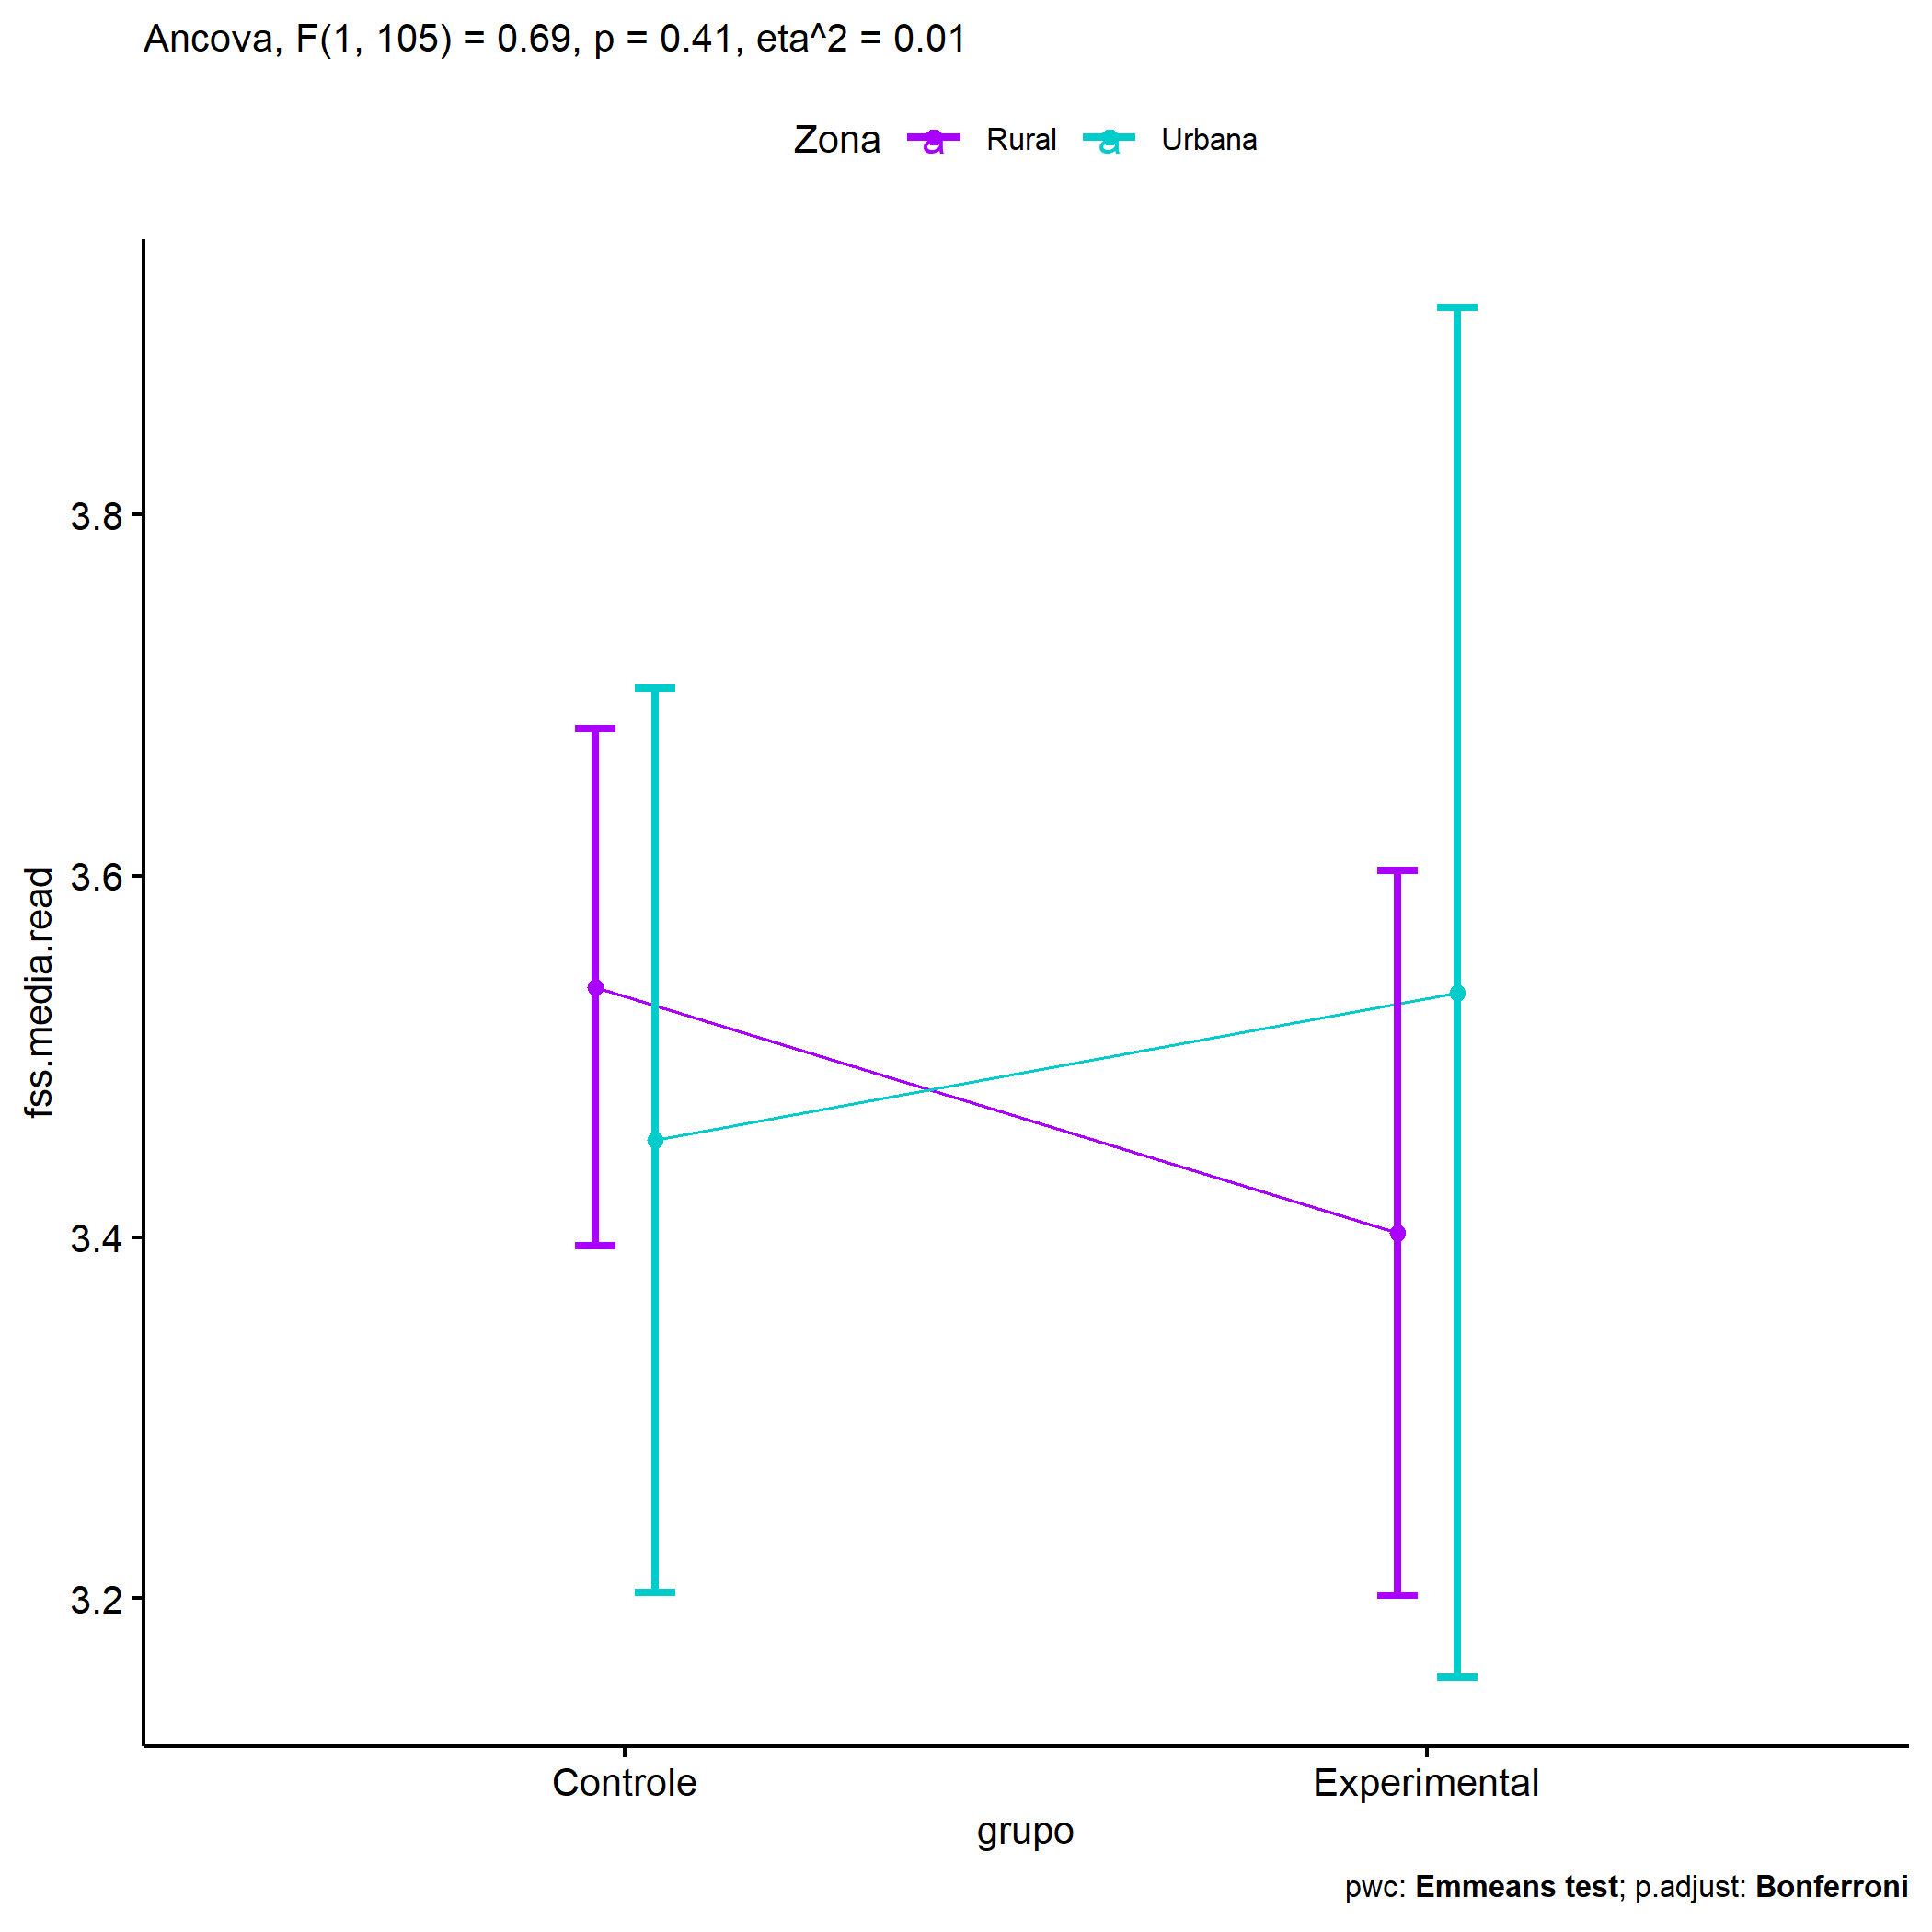 Ancova, F(1, 105) = 0.69, p = 0.41, eta^2 = 0.01
Zona a Rural a Urbana
fss.media.read
3.8
3.6
3.4
3.2
Controle Experimental
grupo
pwc: Emmeans test; p.adjust: Bonferroni